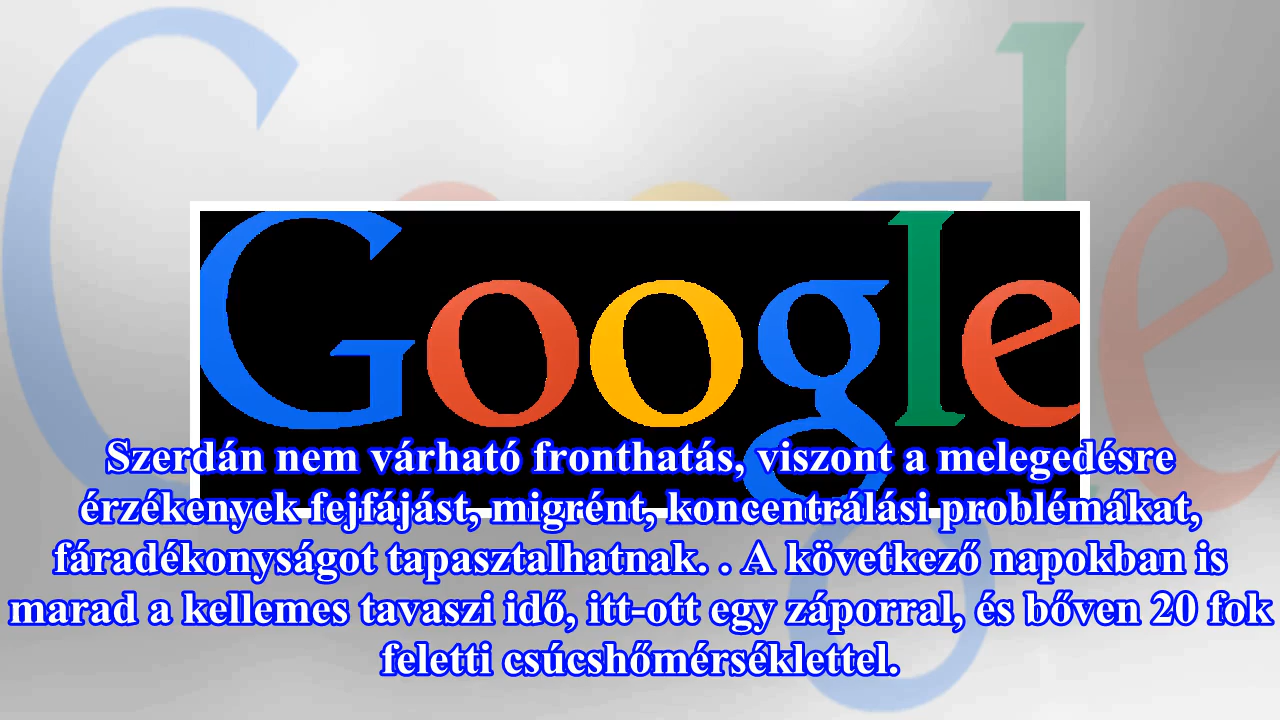 Google
Szerdán nem várható fronthatás, viszont a melegedésre
érzékenyek fejfájást, migrént, koncentrálási problémákat,
fáradékonyságot tapasztalhatnak. . A következő napokban is
marad a kellemes tavaszi idő, itt-ott egy záporral, és bőven 20 fok
feletti csúcshőmérséklettel.